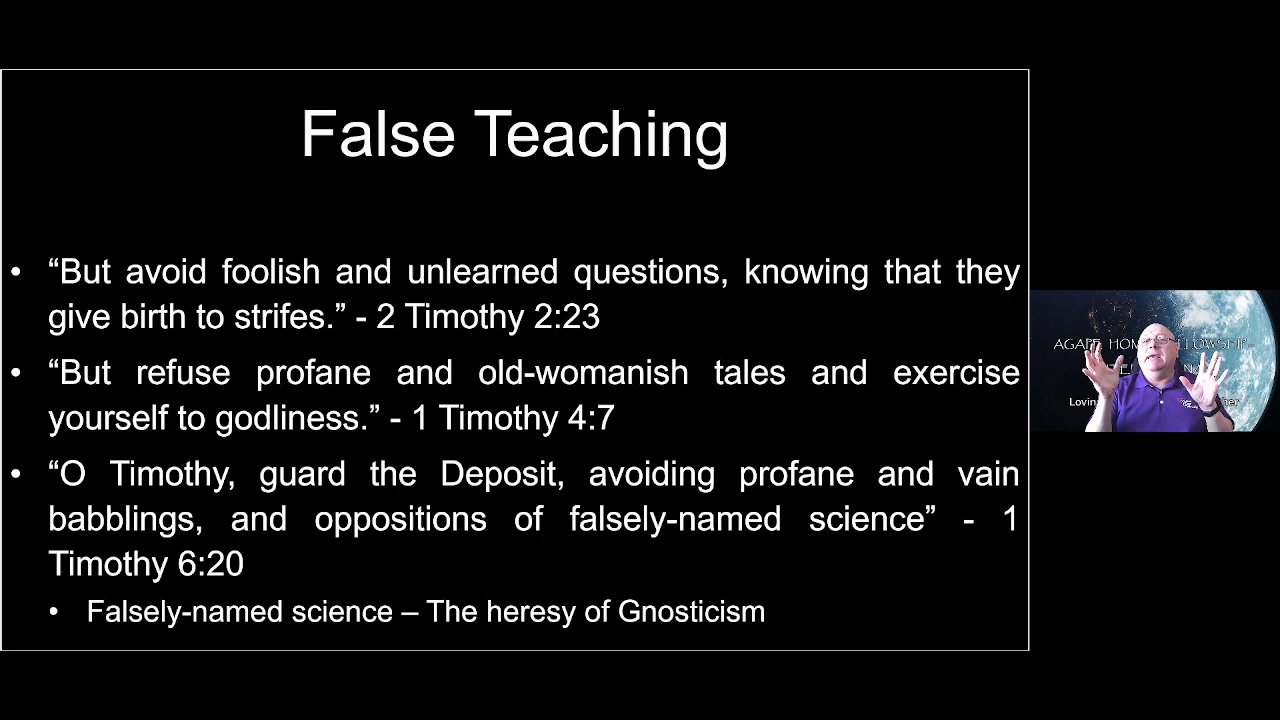 False Teaching
• “But avoid foolish and unlearned questions, knowing that they
give birth to strifes.” - 2 Timothy 2:23
• “But refuse profane and old-womanish tales and exercise
yourself to godliness.” - 1 Timothy 4:7
• “O Timothy, guard the Deposit, avoiding profane and vain
babblings, and oppositions of falsely-named science” - 1
Timothy 6:20
• Falsely-named science – The heresy of Gnosticism
AGAPE